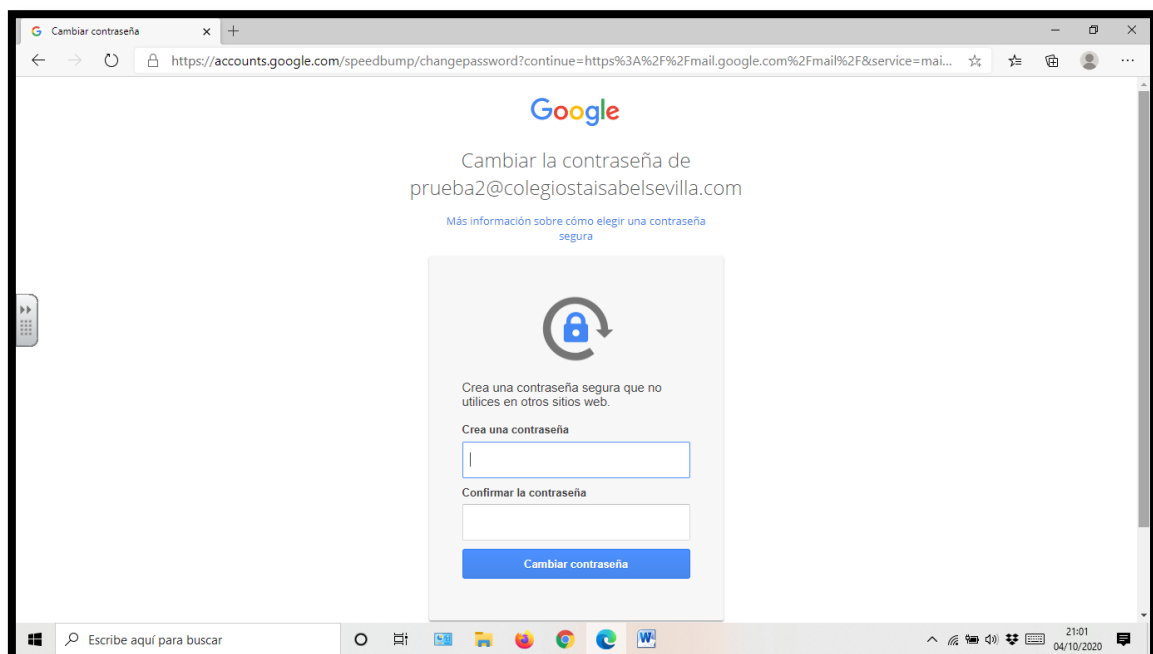 Cambiar contraseña
https://accounts.google.com/speedbump/changepassword?continue=https%3A%2F%2Fmail.google.com%2Fmail%2F&service=mai...
Google
Cambiar la contraseña de
prueba2@colegiostaisabelsevilla.com
Más información sobre cómo elegir una contraseña
segura
Crea una contraseña segura que no
utilices en otros sitios web.
Crea una contraseña
Confirmar la contraseña
Cambiar contraseña
Escribe aquí para buscar
21:01
04/10/2020